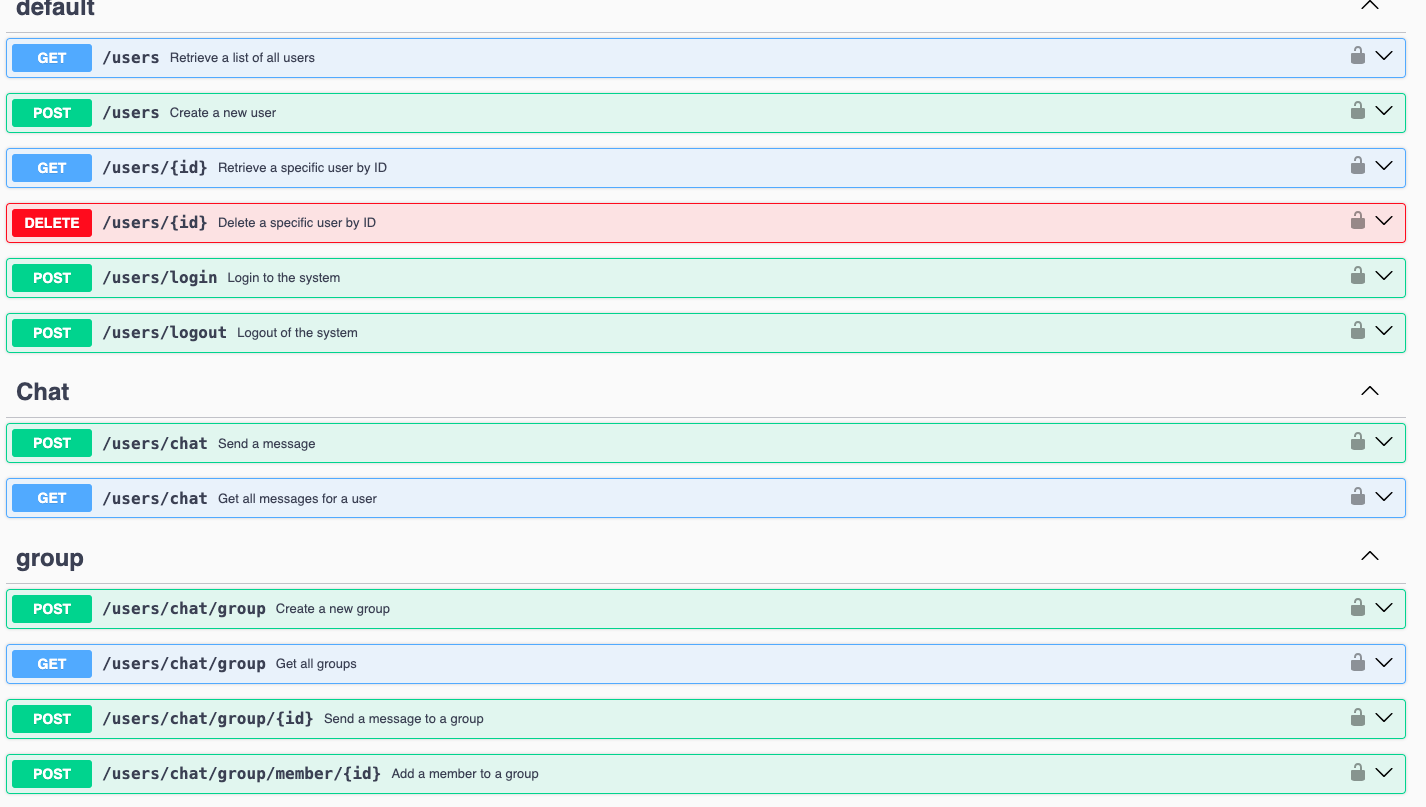 default
GET /users Retrieve a list of all users
POST /users Create a new user
GET /users/{id} Retrieve a specific user by ID
DELETE /users/{id} Delete a specific user by ID
POST /users/login Login to the system
POST /users/logout Logout of the system
Chat
POST /users/chat Send a message
GET /users/chat Get all messages for a user
group
POST /users/chat/group Create a new group
GET /users/chat/group Get all groups
POST /users/chat/group/{id} Send a message to a group
POST /users/chat/group/member/{id} Add a member to a group